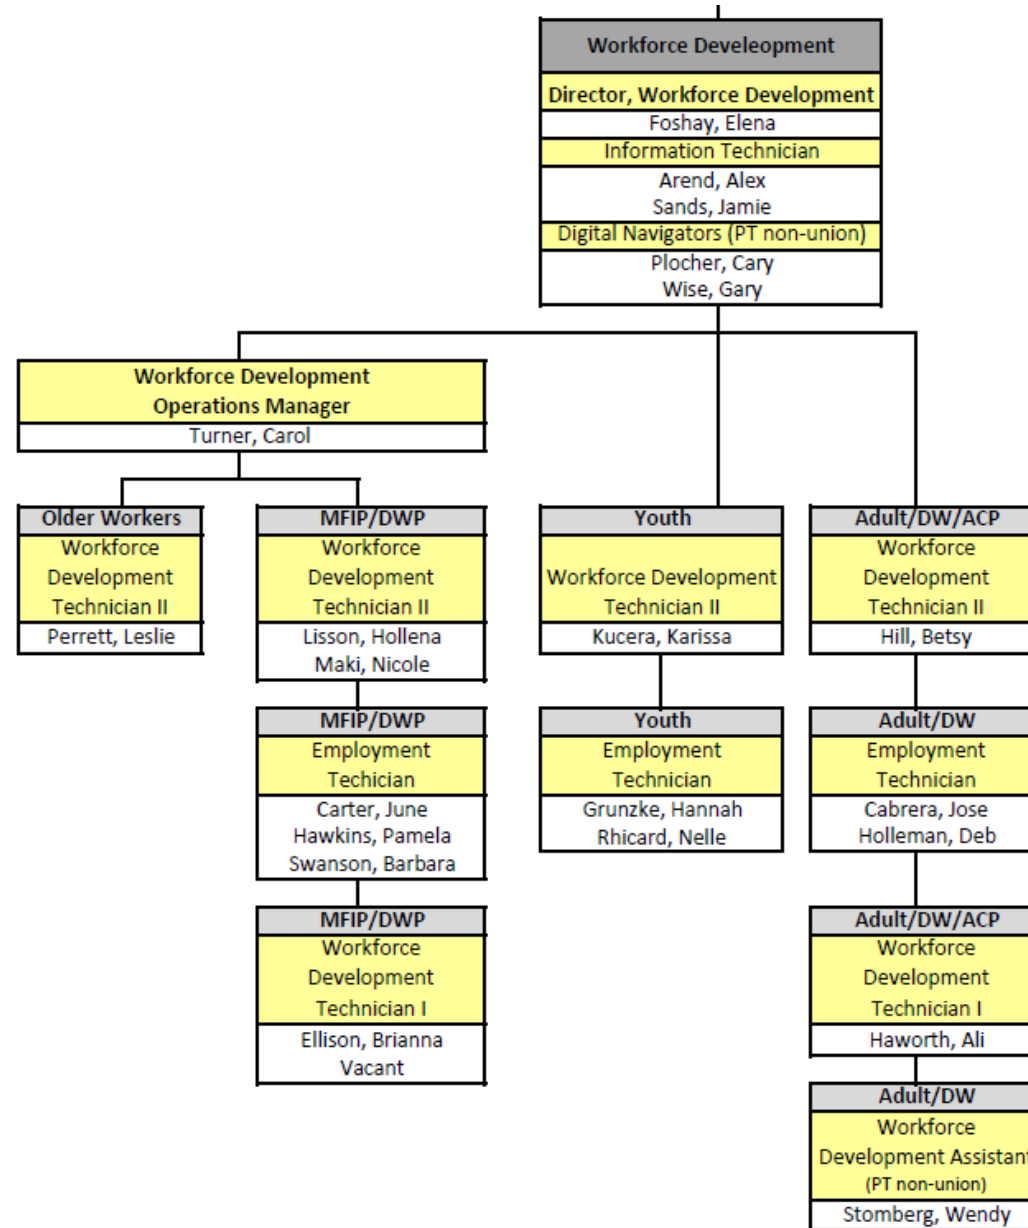 Workforce Develeopment
Director, Workforce Development
Foshay, Elena
Information Technician
Arend, Alex
Sands, Jamie
Digital Navigators (PT non-union)
Plocher, Cary
Wise, Gary
Workforce Development
Operations Manager
Turner, Carol
Older Workers
Workforce
Development
Technician II
Perrett, Leslie
MFIP/DWP
Workforce
Development
Technician II
Lisson, Hollena
Maki, Nicole
MFIP/DWP
Employment
Techician
Carter, June
Hawkins, Pamela
Swanson, Barbara
MFIP/DWP
Workforce
Development
Technician I
Ellison, Brianna
Vacant
Youth
Workforce Development
Technician II
Kucera, Karissa
Youth
Employment
Technician
Grunzke, Hannah
Rhicard, Nelle
Adult/DW/ACP
Workforce
Development
Technician II
Hill, Betsy
Adult/DW
Employment
Technician
Cabrera, Jose
Holleman, Deb
Adult/DW/ACP
Workforce
Development
Technician I
Haworth, Ali
Adult/DW
Workforce
Development Assistant
(PT non-union)
Stomberg, Wendy